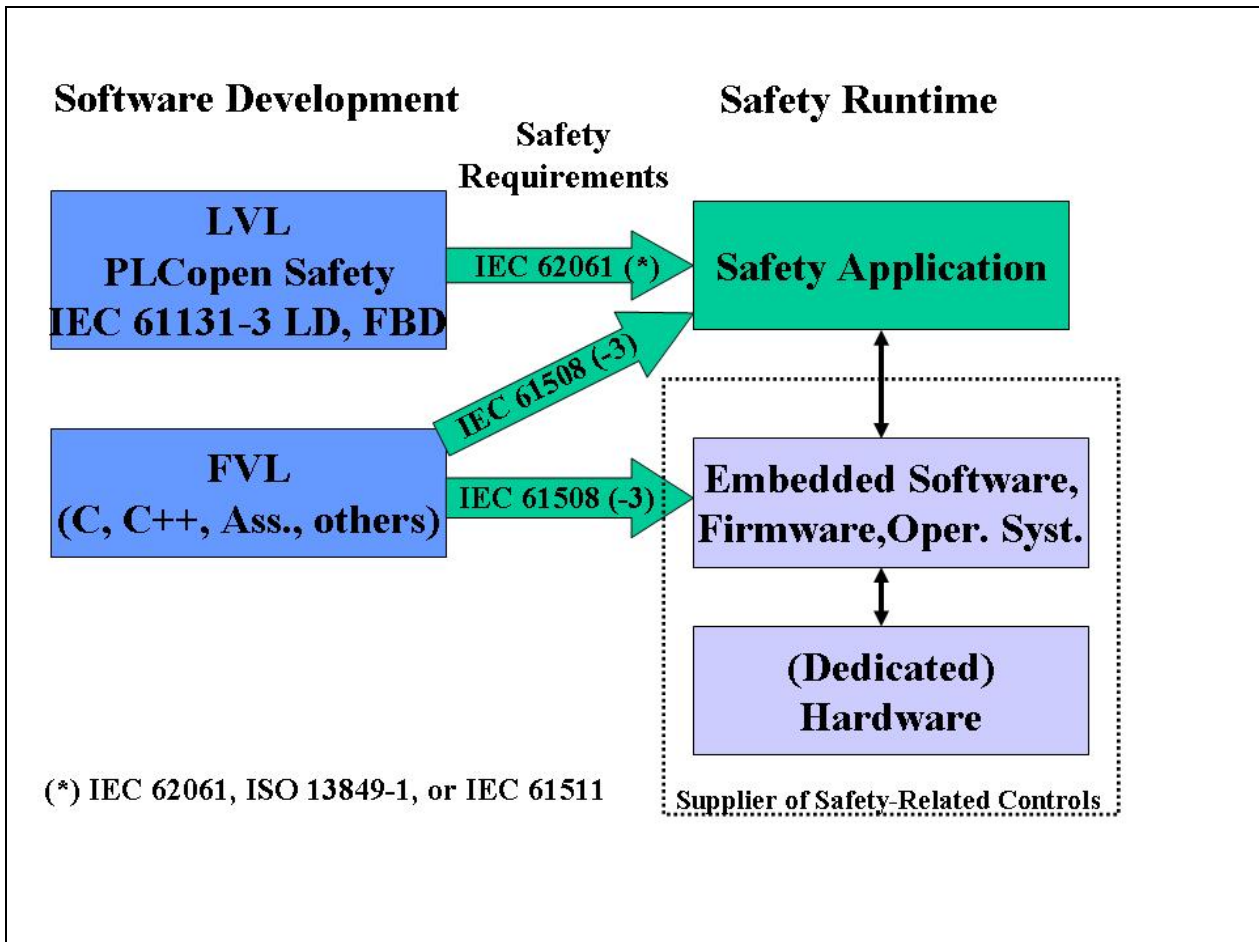 Software Development
Safety Runtime
Safety
Requirements
LVL
PLCopen Safety
IEC 61131-3 LD, FBD
IEC 62061 (*)
Safety Application
IEC 61508 (-3)
FVL
(C, C++, Ass., others)
IEC 61508 (-3)
Embedded Software,
Firmware,Oper. Syst.
(Dedicated)
Hardware
(*) IEC 62061, ISO 13849-1, or IEC 61511
Supplier of Safety-Related Controls